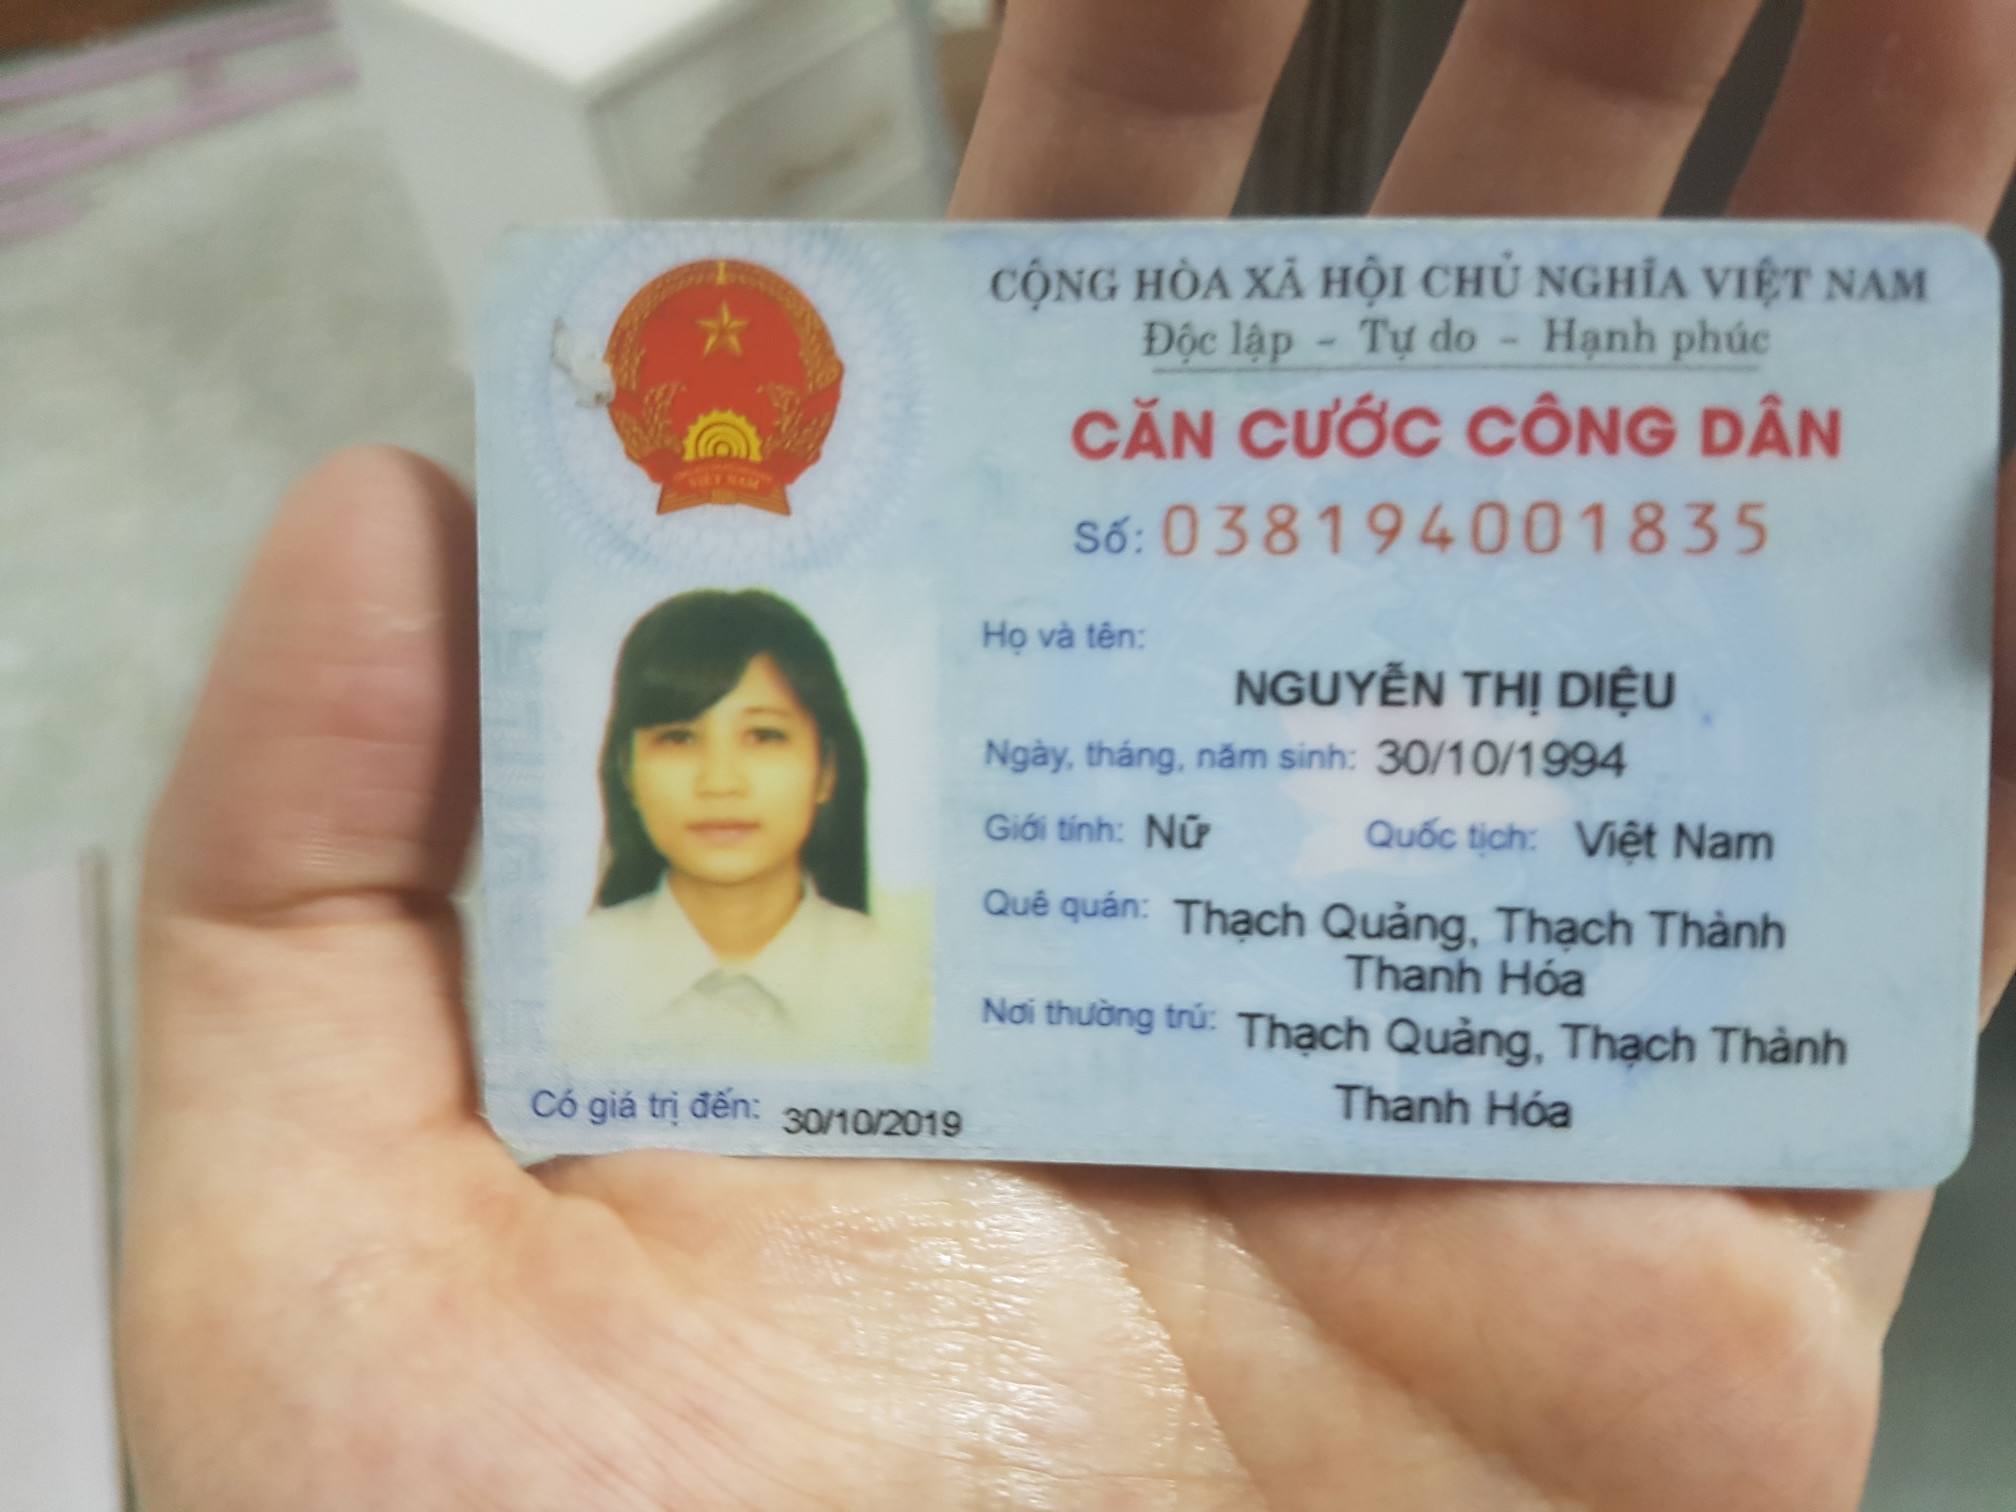 CỘNG HÒA XÃ HỘI CHỦ NGHĨA VIỆT NAM
Độc lập - Tự do - Hạnh phúc
CĂN CƯỚC CÔNG DÂN
Số: 038194001835
Họ và tên:
NGUYỄN THỊ DIỆU
Ngày, tháng, năm sinh: 30/10/1994
Giới tính: Nữ Quốc tịch: Việt Nam
Quê quán: Thạch Quảng, Thạch Thành
Thanh Hóa
Nơi thường trú: Thạch Quảng, Thạch Thành
Thanh Hóa
Có giá trị đến: 30/10/2019
VIỆT NAM